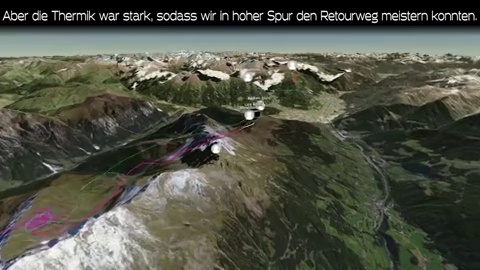 Aber die Thermik war stark, sodass wir in hoher Spur den Retourweg meistern konnten.